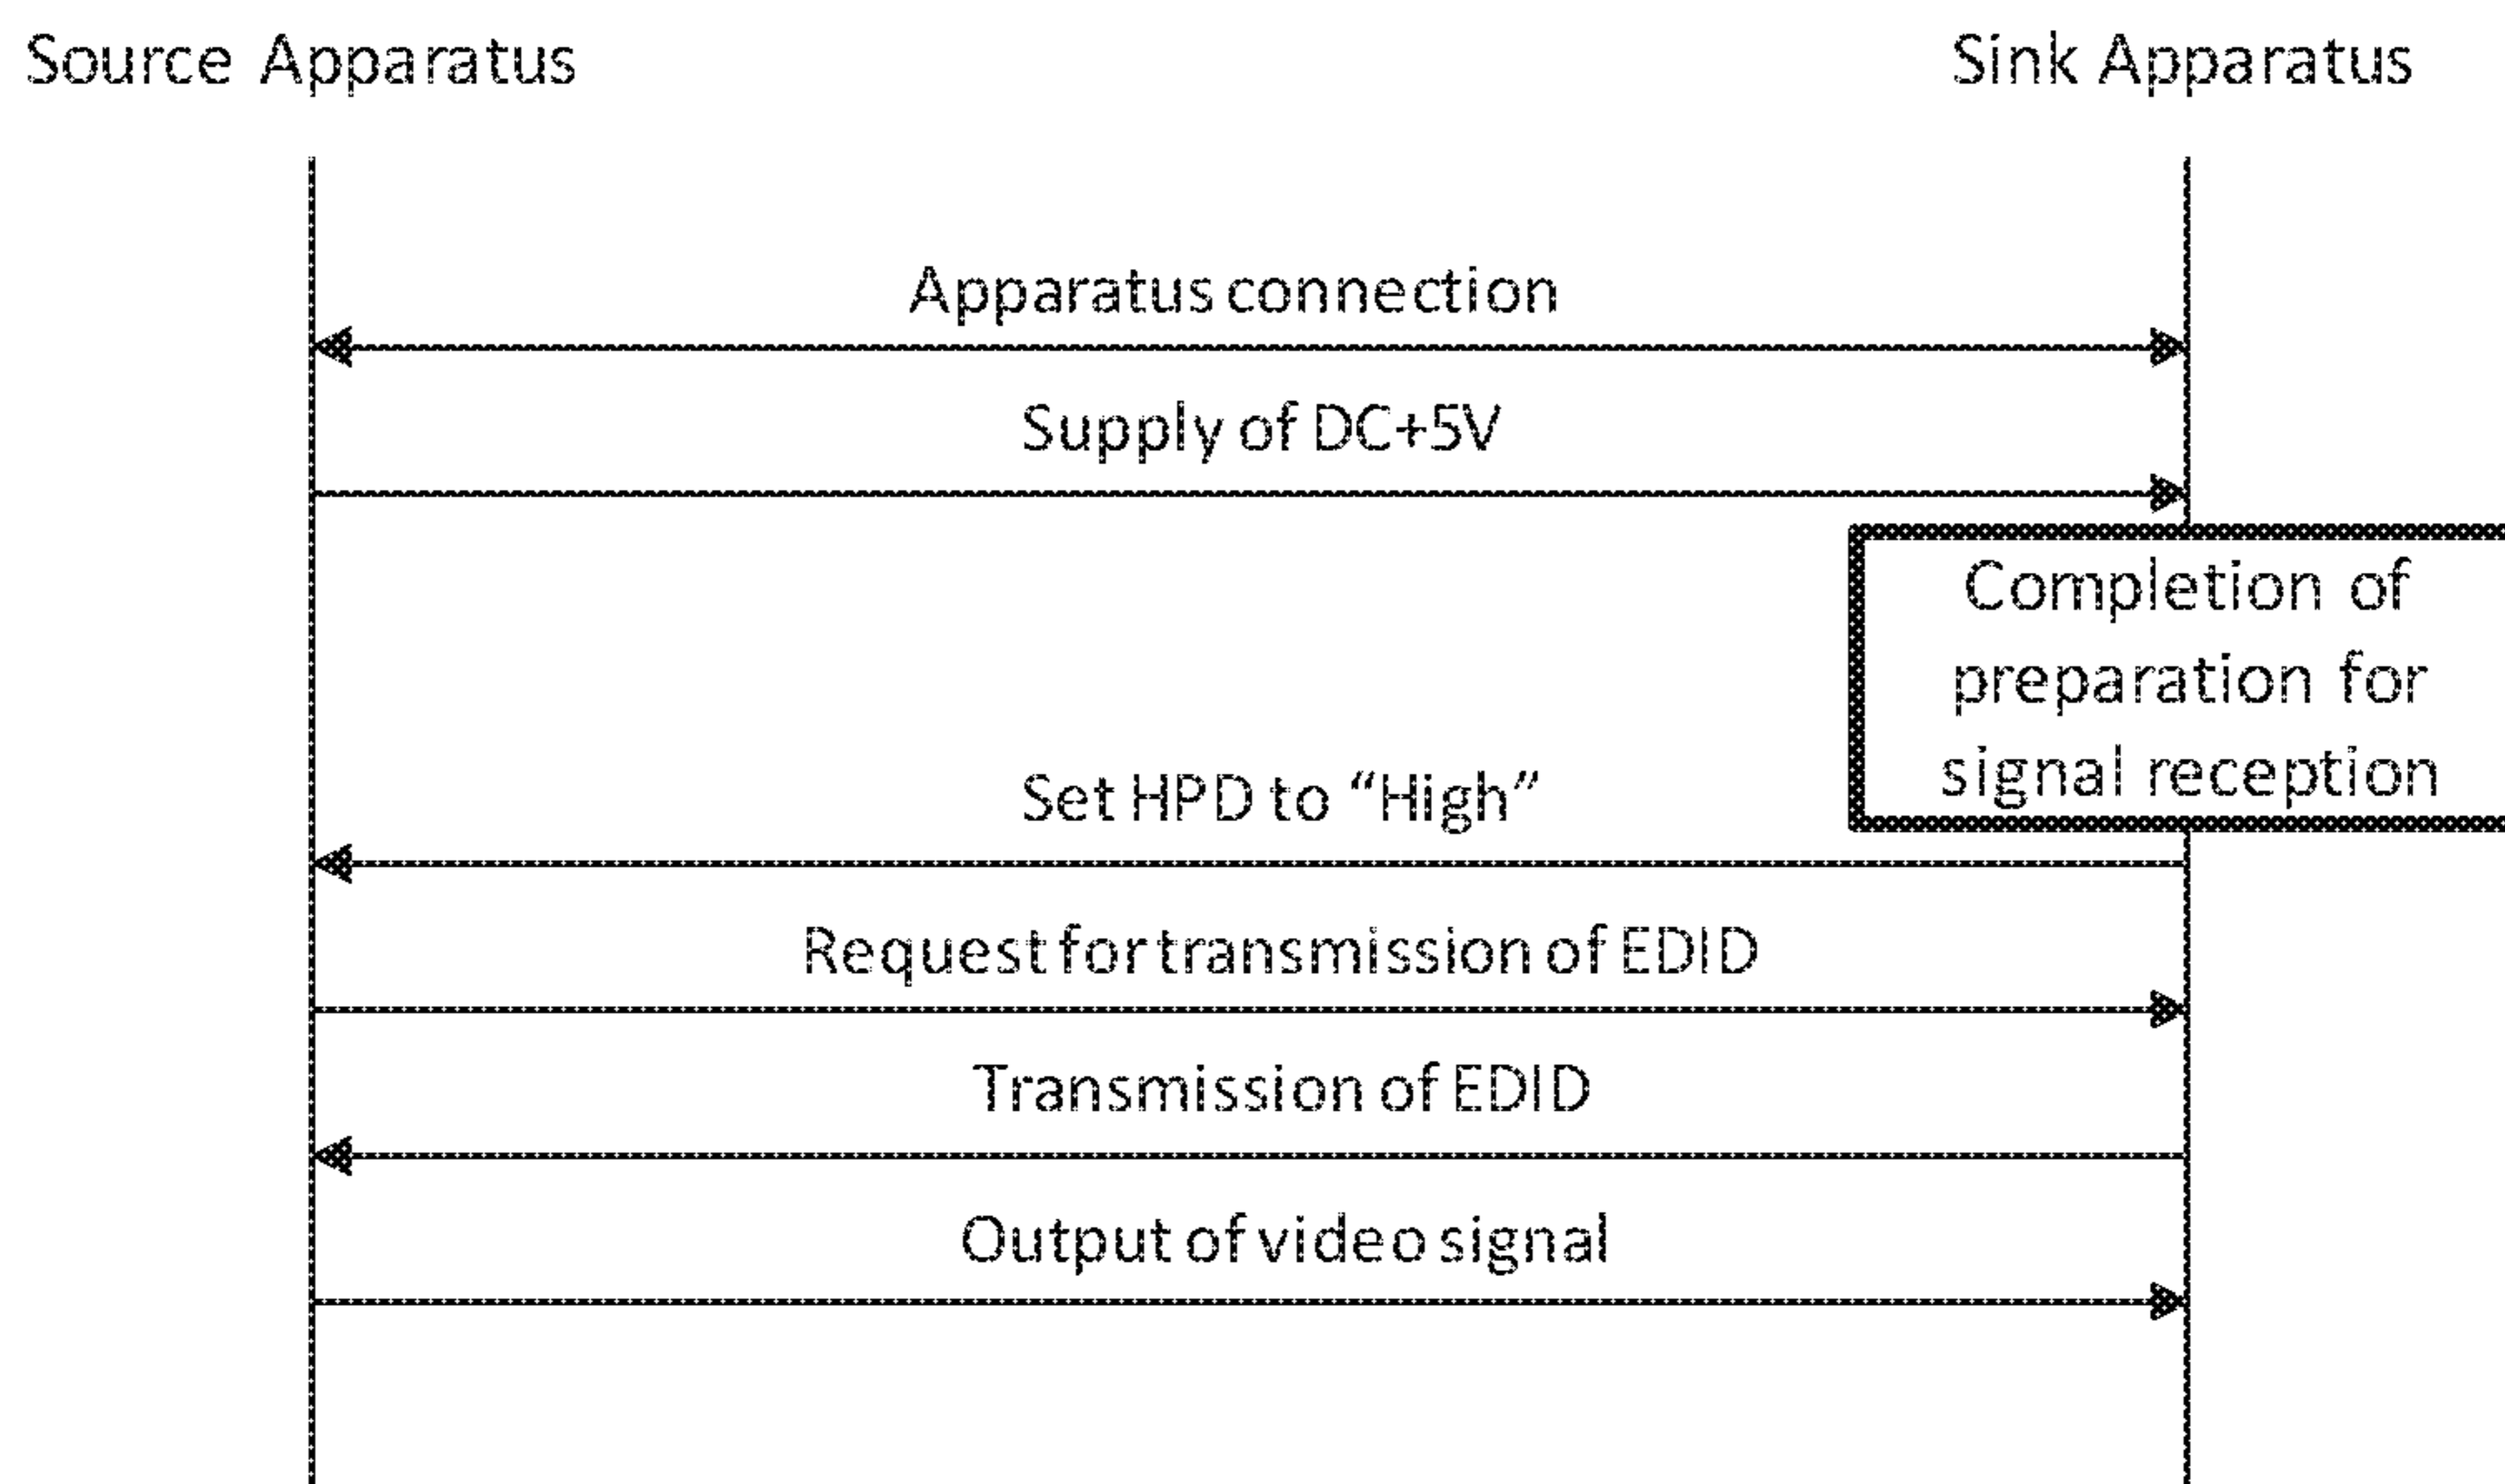 Source Apparatus
Sink Apparatus
Apparatus connection
Supply of DC+5V
Completion of
preparation for
signal reception
Set HPD to “High”
Request for transmission of EDID
Transmission of EDID
Output of video signal